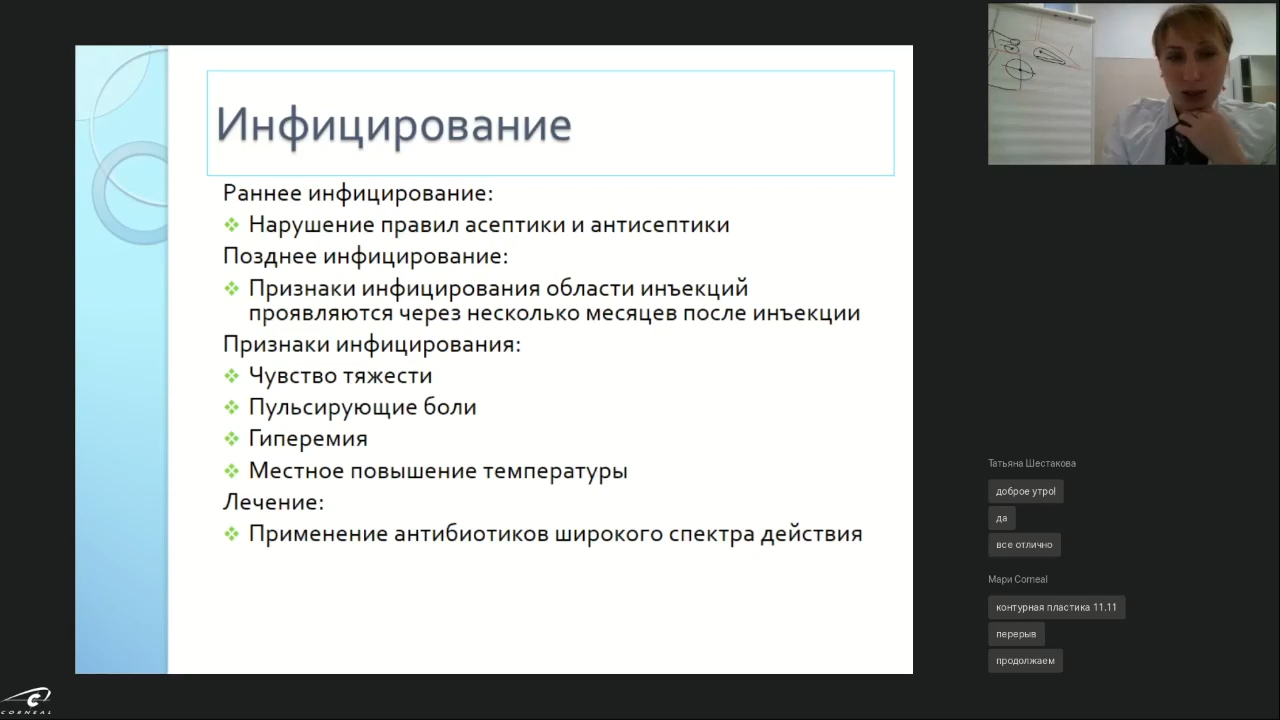 Инфицирование
Раннее инфицирование:
Нарушение правил асептики и антисептики
Позднее инфицирование:
Признаки инфицирования области инъекций
проявляются через несколько месяцев после инъекции
Признаки инфицирования:
Чувство тяжести
Пульсирующие боли
Гиперемия
Местное повышение температуры
Лечение:
Применение антибиотиков широкого спектра действия
Татьяна Шестакова
доброе утро!
да
все отлично
Мари Corneal
контурная пластика 11.11
перерыв
продолжаем
CORNEAL